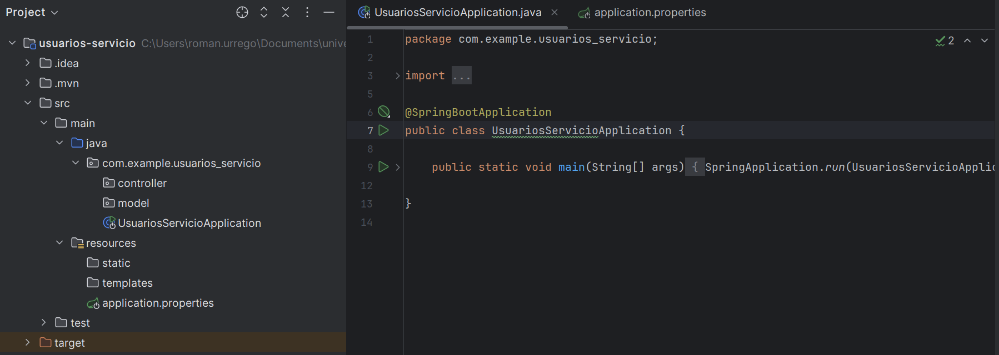 Project
usuarios-servicio C:\Users\roman.urrego\Documents\unive
.idea
.mvn
src
main
java
com.example.usuarios_servicio
controller
model
UsuariosServicioApplication
resources
static
templates
application.properties
test
target
UsuariosServicioApplication.java application.properties
2
1 package com.example.usuarios_servicio;
2
3 import ...
5
6 @SpringBootApplication
7 public class UsuariosServicioApplication {
8
9 public static void main(String[] args) { SpringApplication.run(UsuariosServicioApplic
12
13 }
14